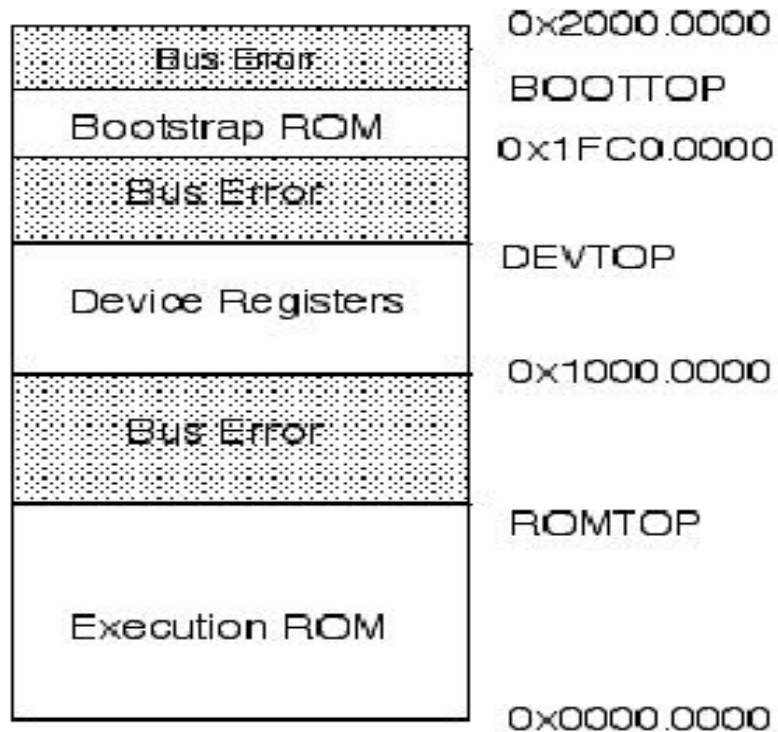 0x2000.0000
Bus Error
BOOTTOP
Bootstrap ROM
0x1FC0.0000
Bus Error
DEVTOP
Device Registers
0x1000.0000
Bus Error
ROMTOP
Execution ROM
0x0000.0000